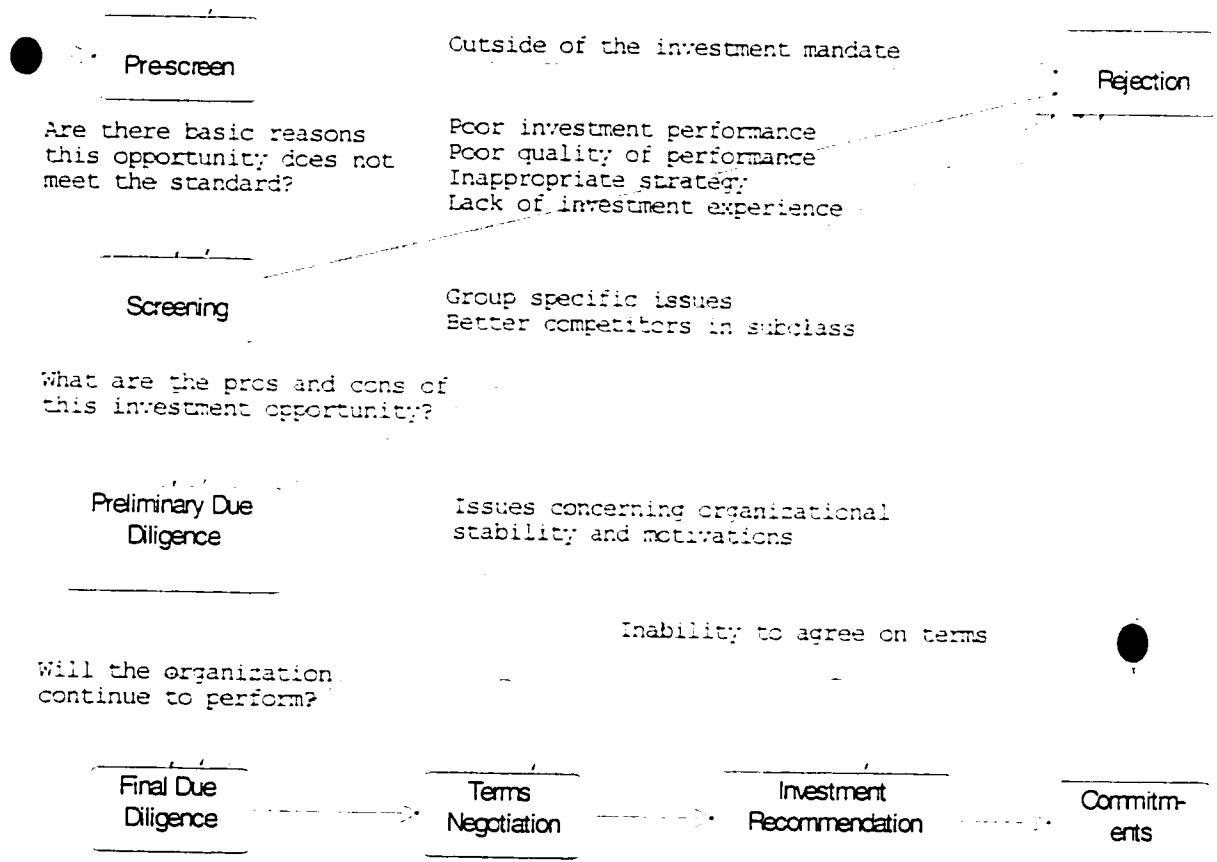 Pre-screen
Outside of the investment mandate
Rejection
Are there basic reasons
this opportunity does not
meet the standard?
Poor investment performance
Poor quality of performance
Inappropriate strategy
Lack of investment experience
Screening
Group specific issues
Better competitors in subclass
What are the pros and cons of
this investment opportunity?
Preliminary Due
Diligence
Issues concerning organizational
stability and motivations
Inability to agree on terms
Will the organization
continue to perform?
Final Due
Diligence
Terms
Negotiation
Investment
Recommendation
Commitm-
ents